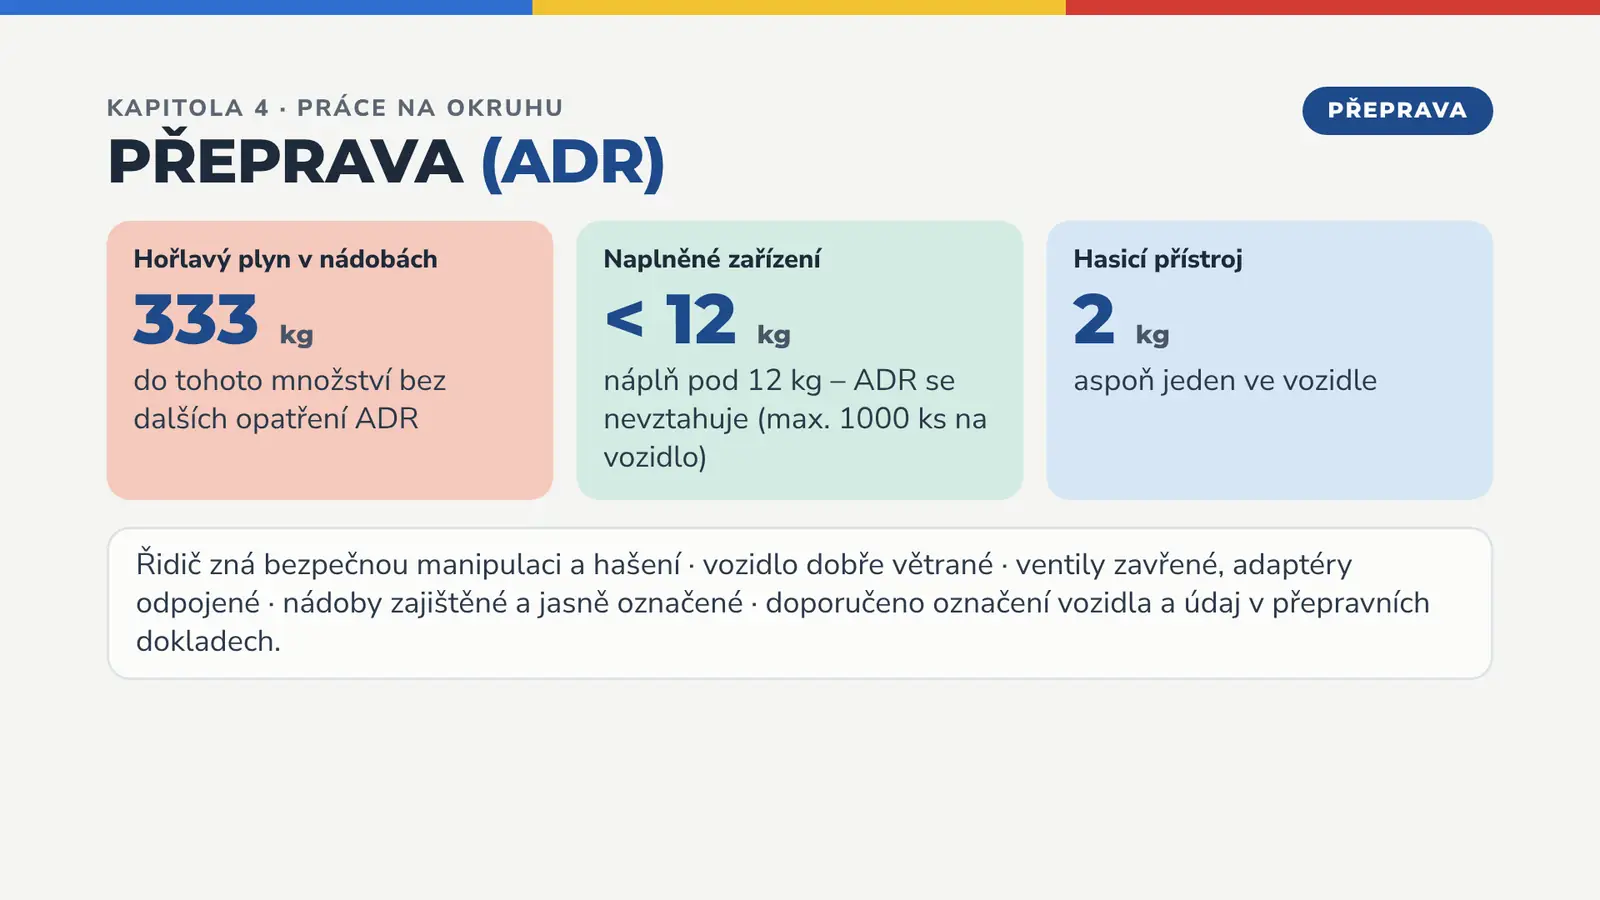 KAPITOLA 4 · PRÁCE NA OKRUHU
PŘEPRAVA
PŘEPRAVA (ADR)
Hořlavý plyn v nádobách
333 kg
do tohoto množství bez
dalších opatření ADR
Naplněné zařízení
< 12 kg
náplň pod 12 kg – ADR se
nevztahuje (max. 1000 ks na
vozidlo)
Hasicí přístroj
2 kg
aspoň jeden ve vozidle
Řidič zná bezpečnou manipulaci a hašení · vozidlo dobře větrané · ventily zavřené, adaptéry
odpojené · nádoby zajištěné a jasně označené · doporučeno označení vozidla a údaj v přepravních
dokladech.